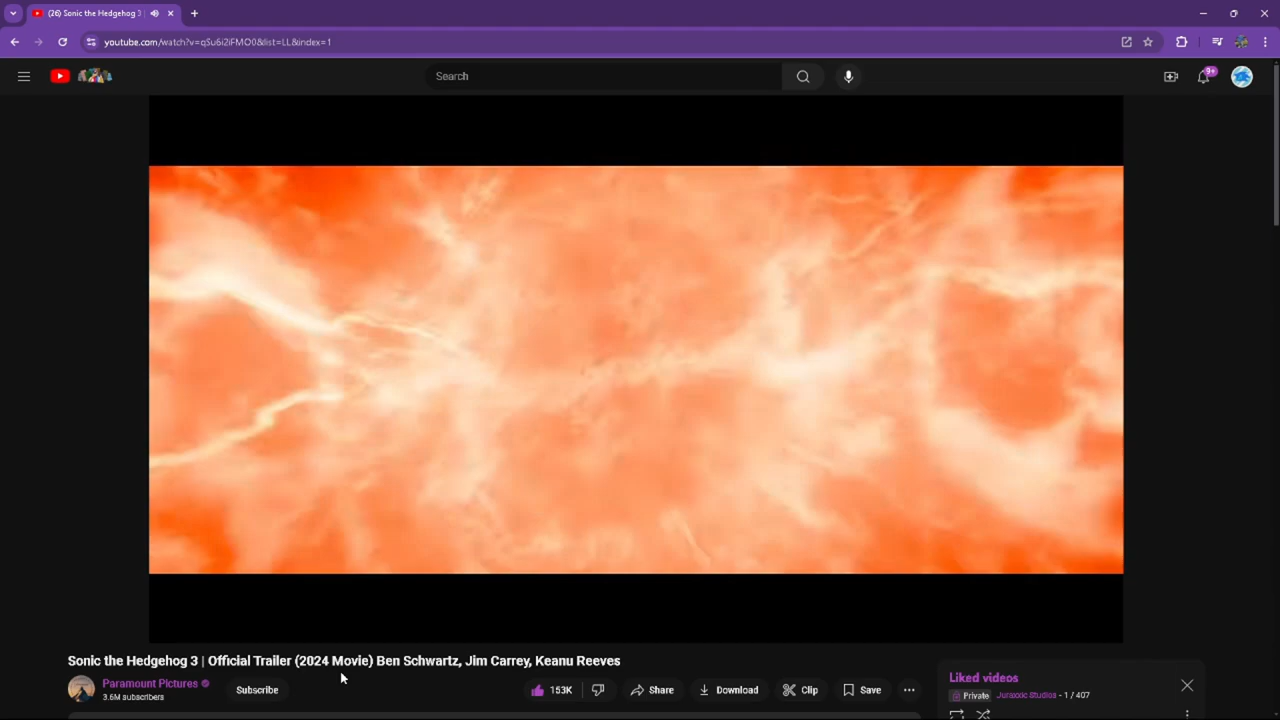 (26) Sonic the Hedgehog 3 |
youtube.com/watch?v=qSu6i2iFMO0&list=LL&index=1
Search
9+
Sonic the Hedgehog 3 | Official Trailer (2024 Movie) Ben Schwartz, Jim Carrey, Keanu Reeves
Paramount Pictures
3.6M subscribers
Subscribe
153K
Share
Download
Clip
Save
Liked videos
Private
Jurassic Studios - 1 / 407